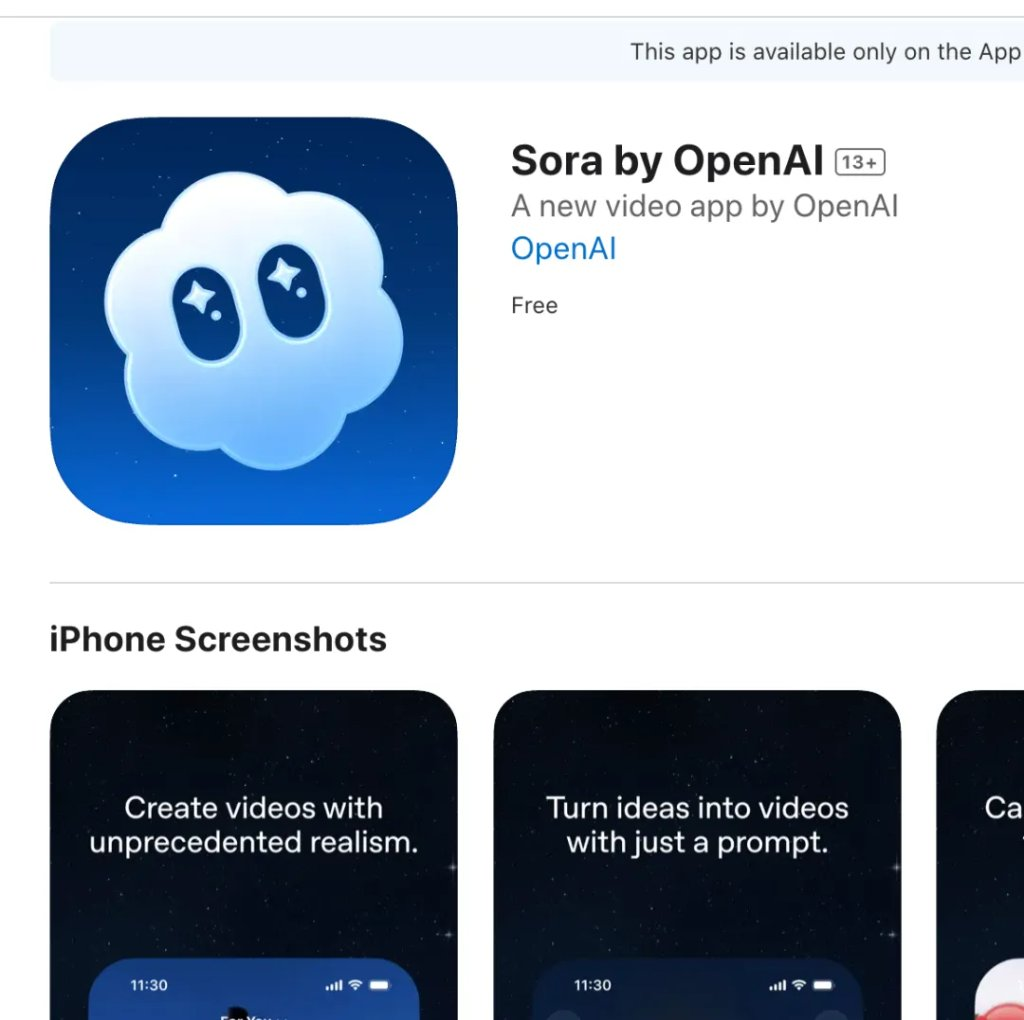 This app is available only on the App
Sora by OpenAI 13+
A new video app by OpenAI
OpenAI
Free
iPhone Screenshots
Create videos with
unprecedented realism.
Turn ideas into videos
with just a prompt.
Ca
11:30
11:30
For You